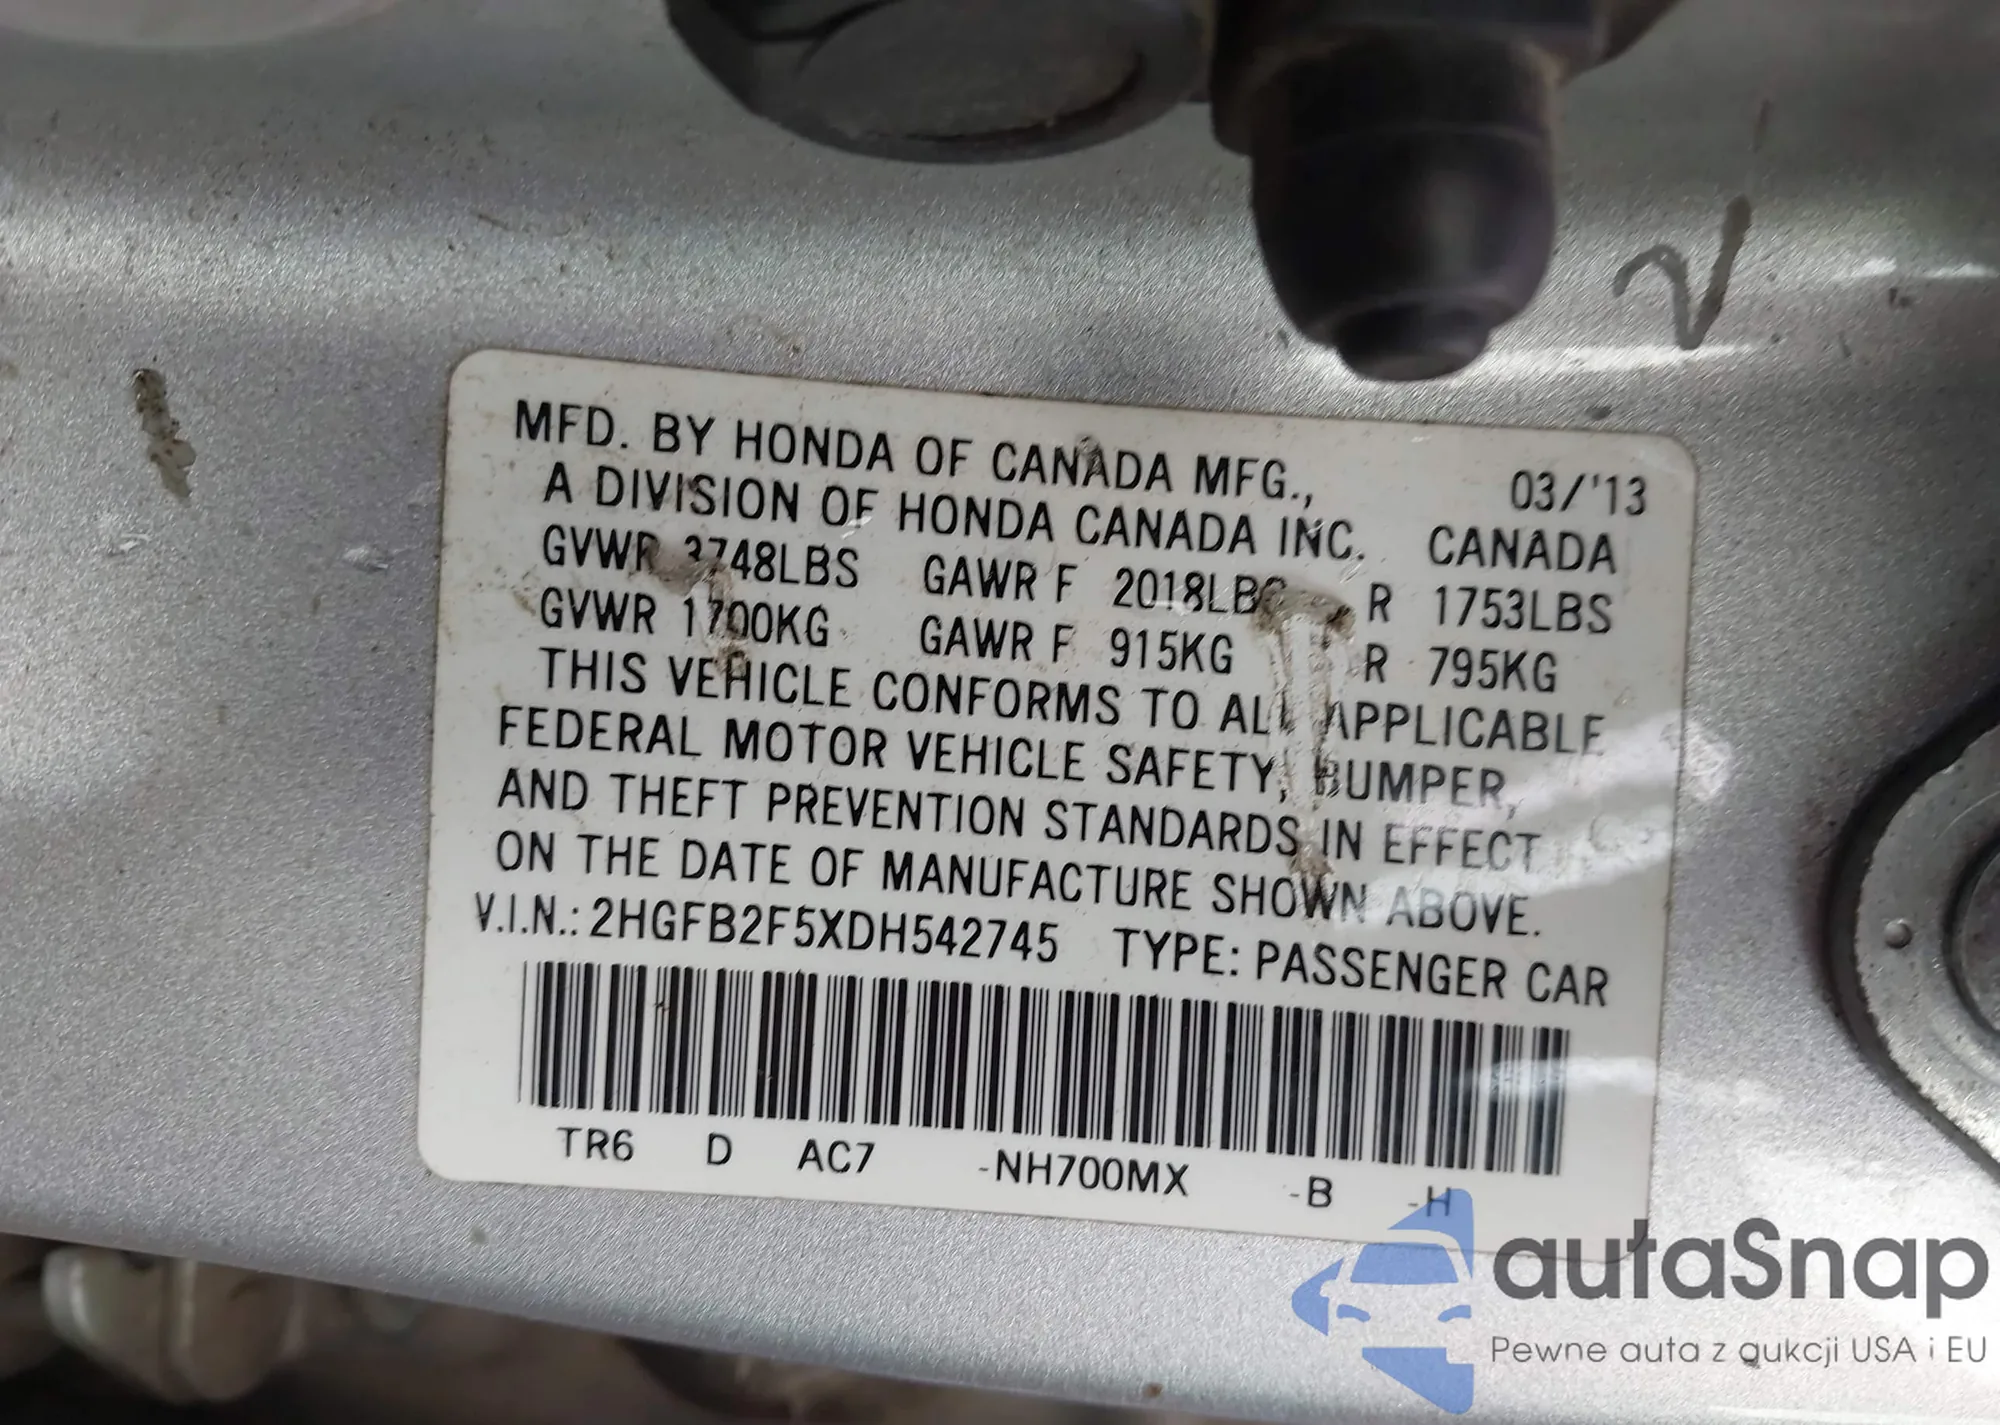 MFD. BY HONDA OF CANADA MFG., 03/'13
A DIVISION OF HONDA CANADA INC. CANADA
GVWR 3748LBS GAWR F 2018LBS R 1753LBS
GVWR 1700KG GAWR F 915KG R 795KG
THIS VEHICLE CONFORMS TO ALL APPLICABLE
FEDERAL MOTOR VEHICLE SAFETY, BUMPER,
AND THEFT PREVENTION STANDARDS IN EFFECT
ON THE DATE OF MANUFACTURE SHOWN ABOVE.
V.I.N.: 2HGFB2F5XDH542745 TYPE: PASSENGER CAR
TR6 D AC7 -NH700MX -B -H
autaSnap
Pewne auta z aukcji USA i EU